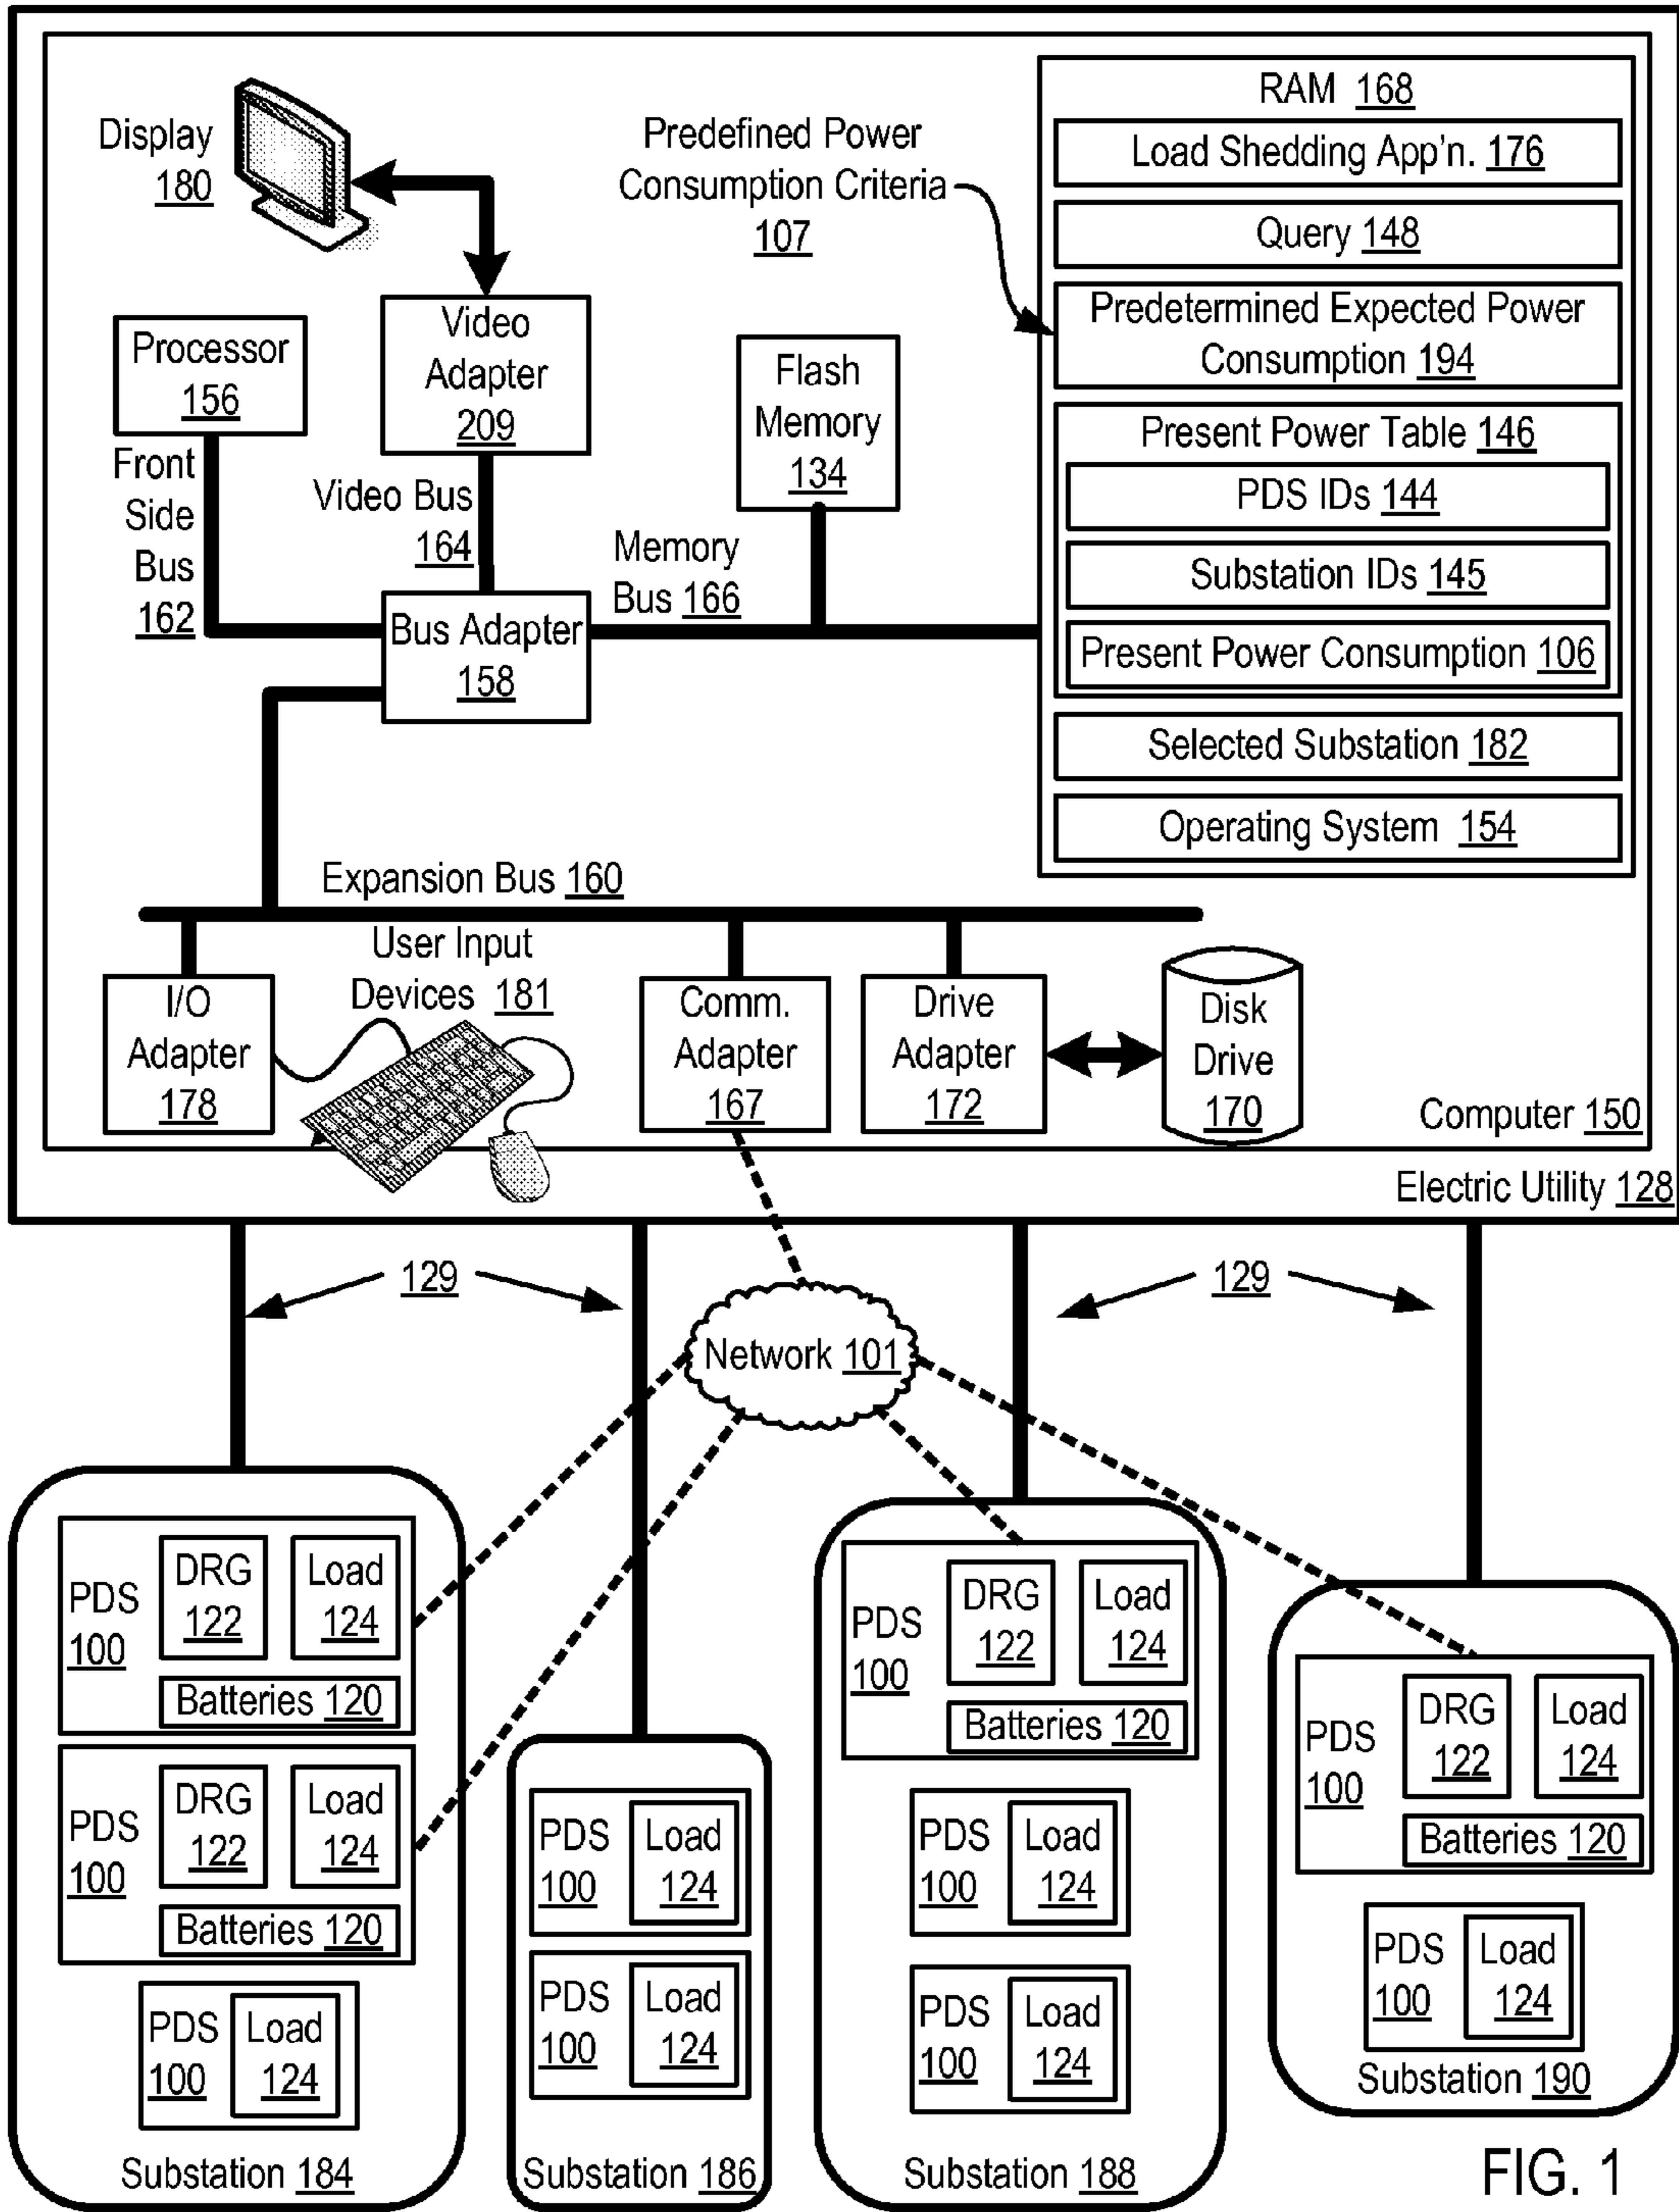 Display
180
Predefined Power
Consumption Criteria
107
RAM 168
Load Shedding App'n. 176
Query 148
Predetermined Expected Power
Consumption 194
Present Power Table 146
PDS IDs 144
Substation IDs 145
Present Power Consumption 106
Selected Substation 182
Operating System 154
Processor
156
Video
Adapter
209
Flash
Memory
134
Front
Side
Bus
162
Video Bus
164
Memory
Bus 166
Bus Adapter
158
Expansion Bus 160
I/O
Adapter
178
User Input
Devices 181
Comm.
Adapter
167
Drive
Adapter
172
Disk
Drive
170
Computer 150
Electric Utility 128
129
129
Network 101
PDS
100
DRG
122
Load
124
Batteries 120
PDS
100
DRG
122
Load
124
Batteries 120
PDS
100
Load
124
Substation 184
PDS
100
Load
124
PDS
100
Load
124
Substation 186
PDS
100
DRG
122
Load
124
Batteries 120
PDS
100
Load
124
PDS
100
Load
124
Substation 188
PDS
100
DRG
122
Load
124
Batteries 120
PDS
100
Load
124
Substation 190
FIG. 1